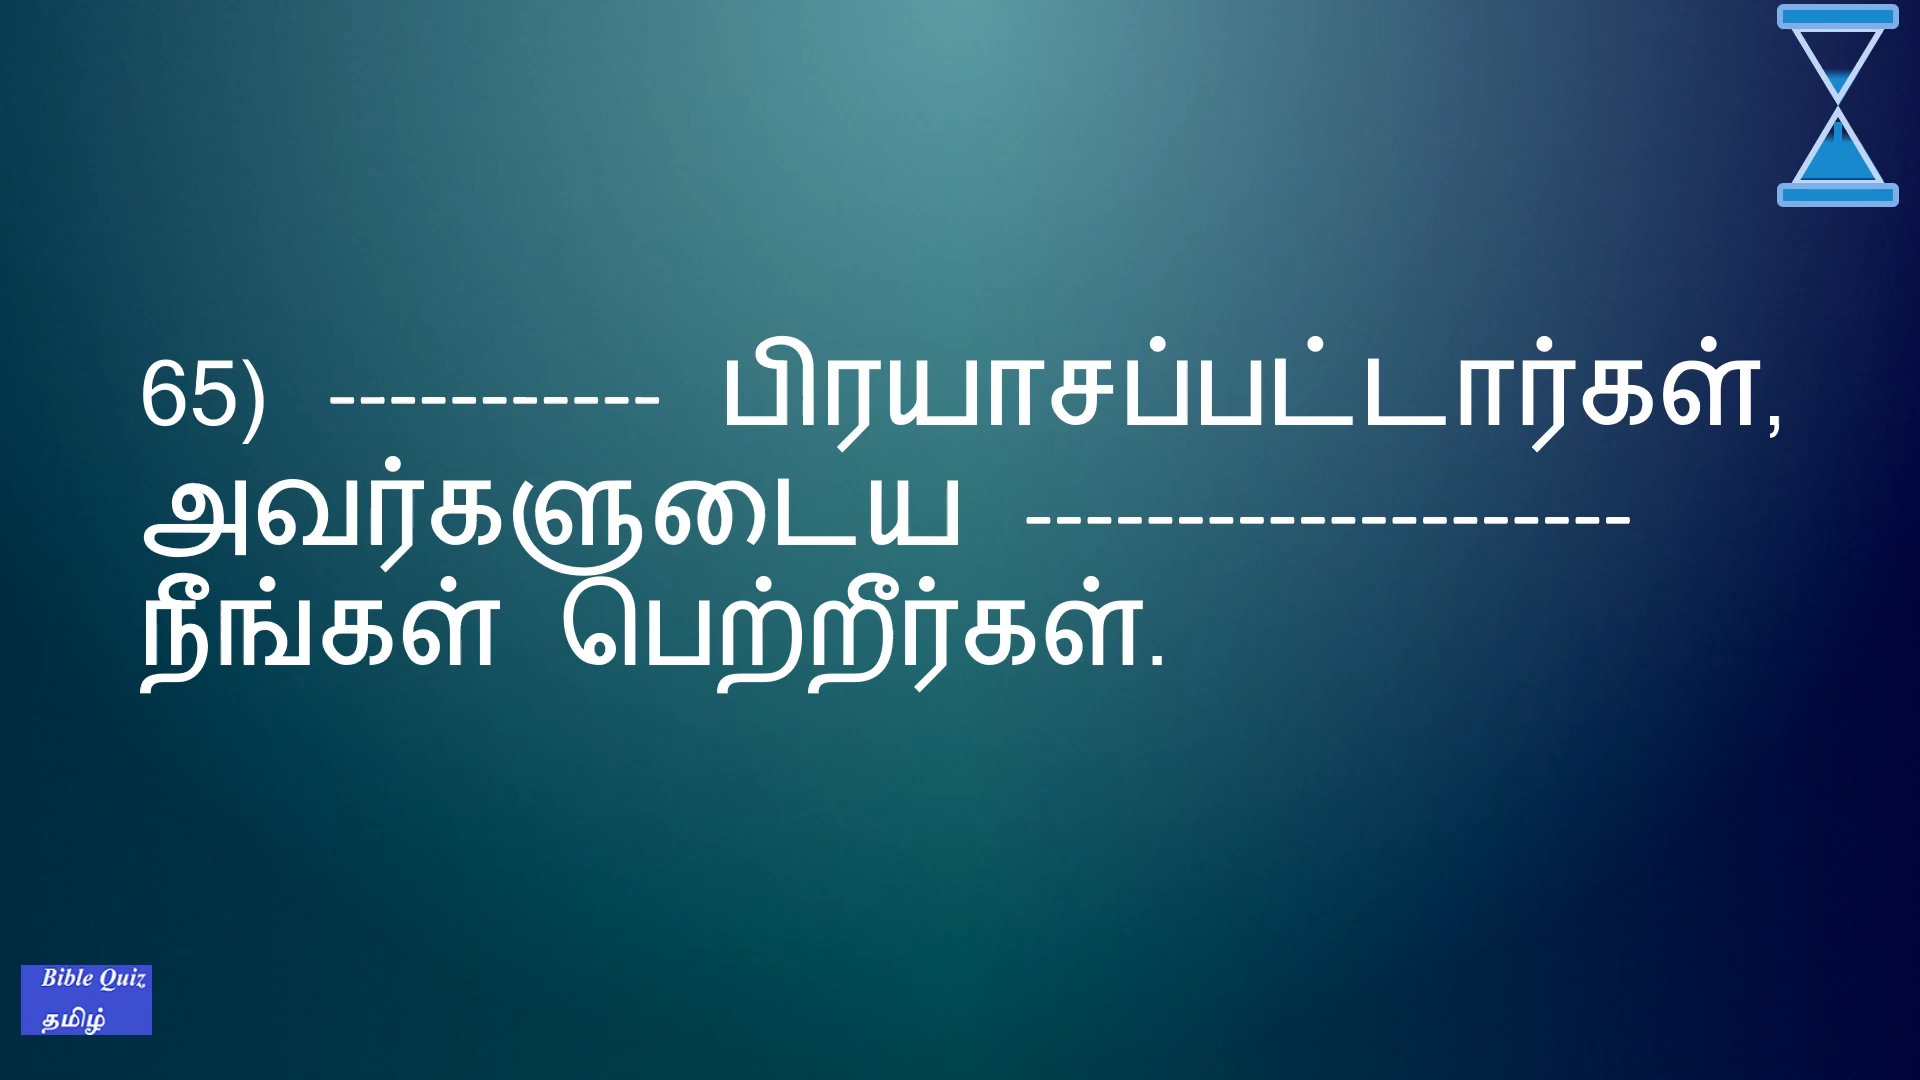 65) ----------- பிரயாசப்பட்டார்கள்,
அவர்களுடைய --------------------
நீங்கள் பெற்றீர்கள்.
Bible Quiz
தமிழ்